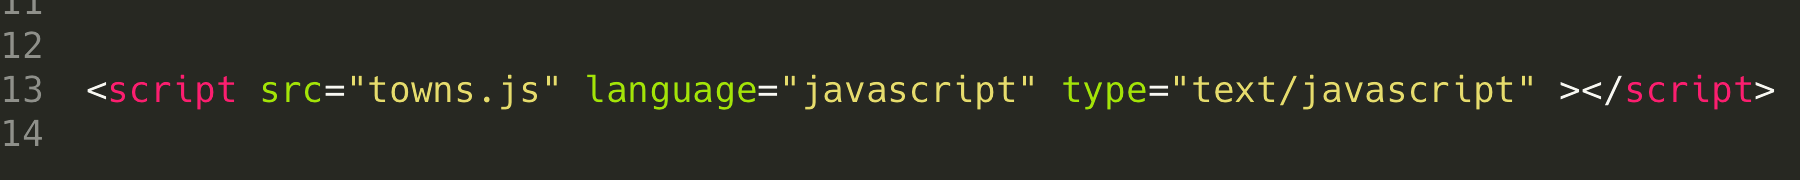 11
12
13 <script src="towns.js" language="javascript" type="text/javascript" ></script>
14